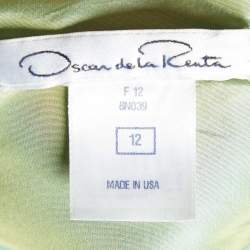 Oscar de la Renta
F 12
8N039
12
MADE IN USA